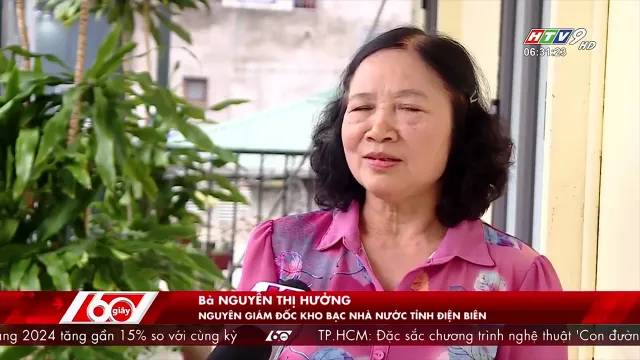 HTV9 HD
06:31:23
60 giây
Bà NGUYỄN THỊ HƯỞNG
NGUYÊN GIÁM ĐỐC KHO BẠC NHÀ NƯỚC TỈNH ĐIỆN BIÊN
áng 2024 tăng gần 15% so với cùng kỳ TP.HCM: Đặc sắc chương trình nghệ thuật 'Con đườn